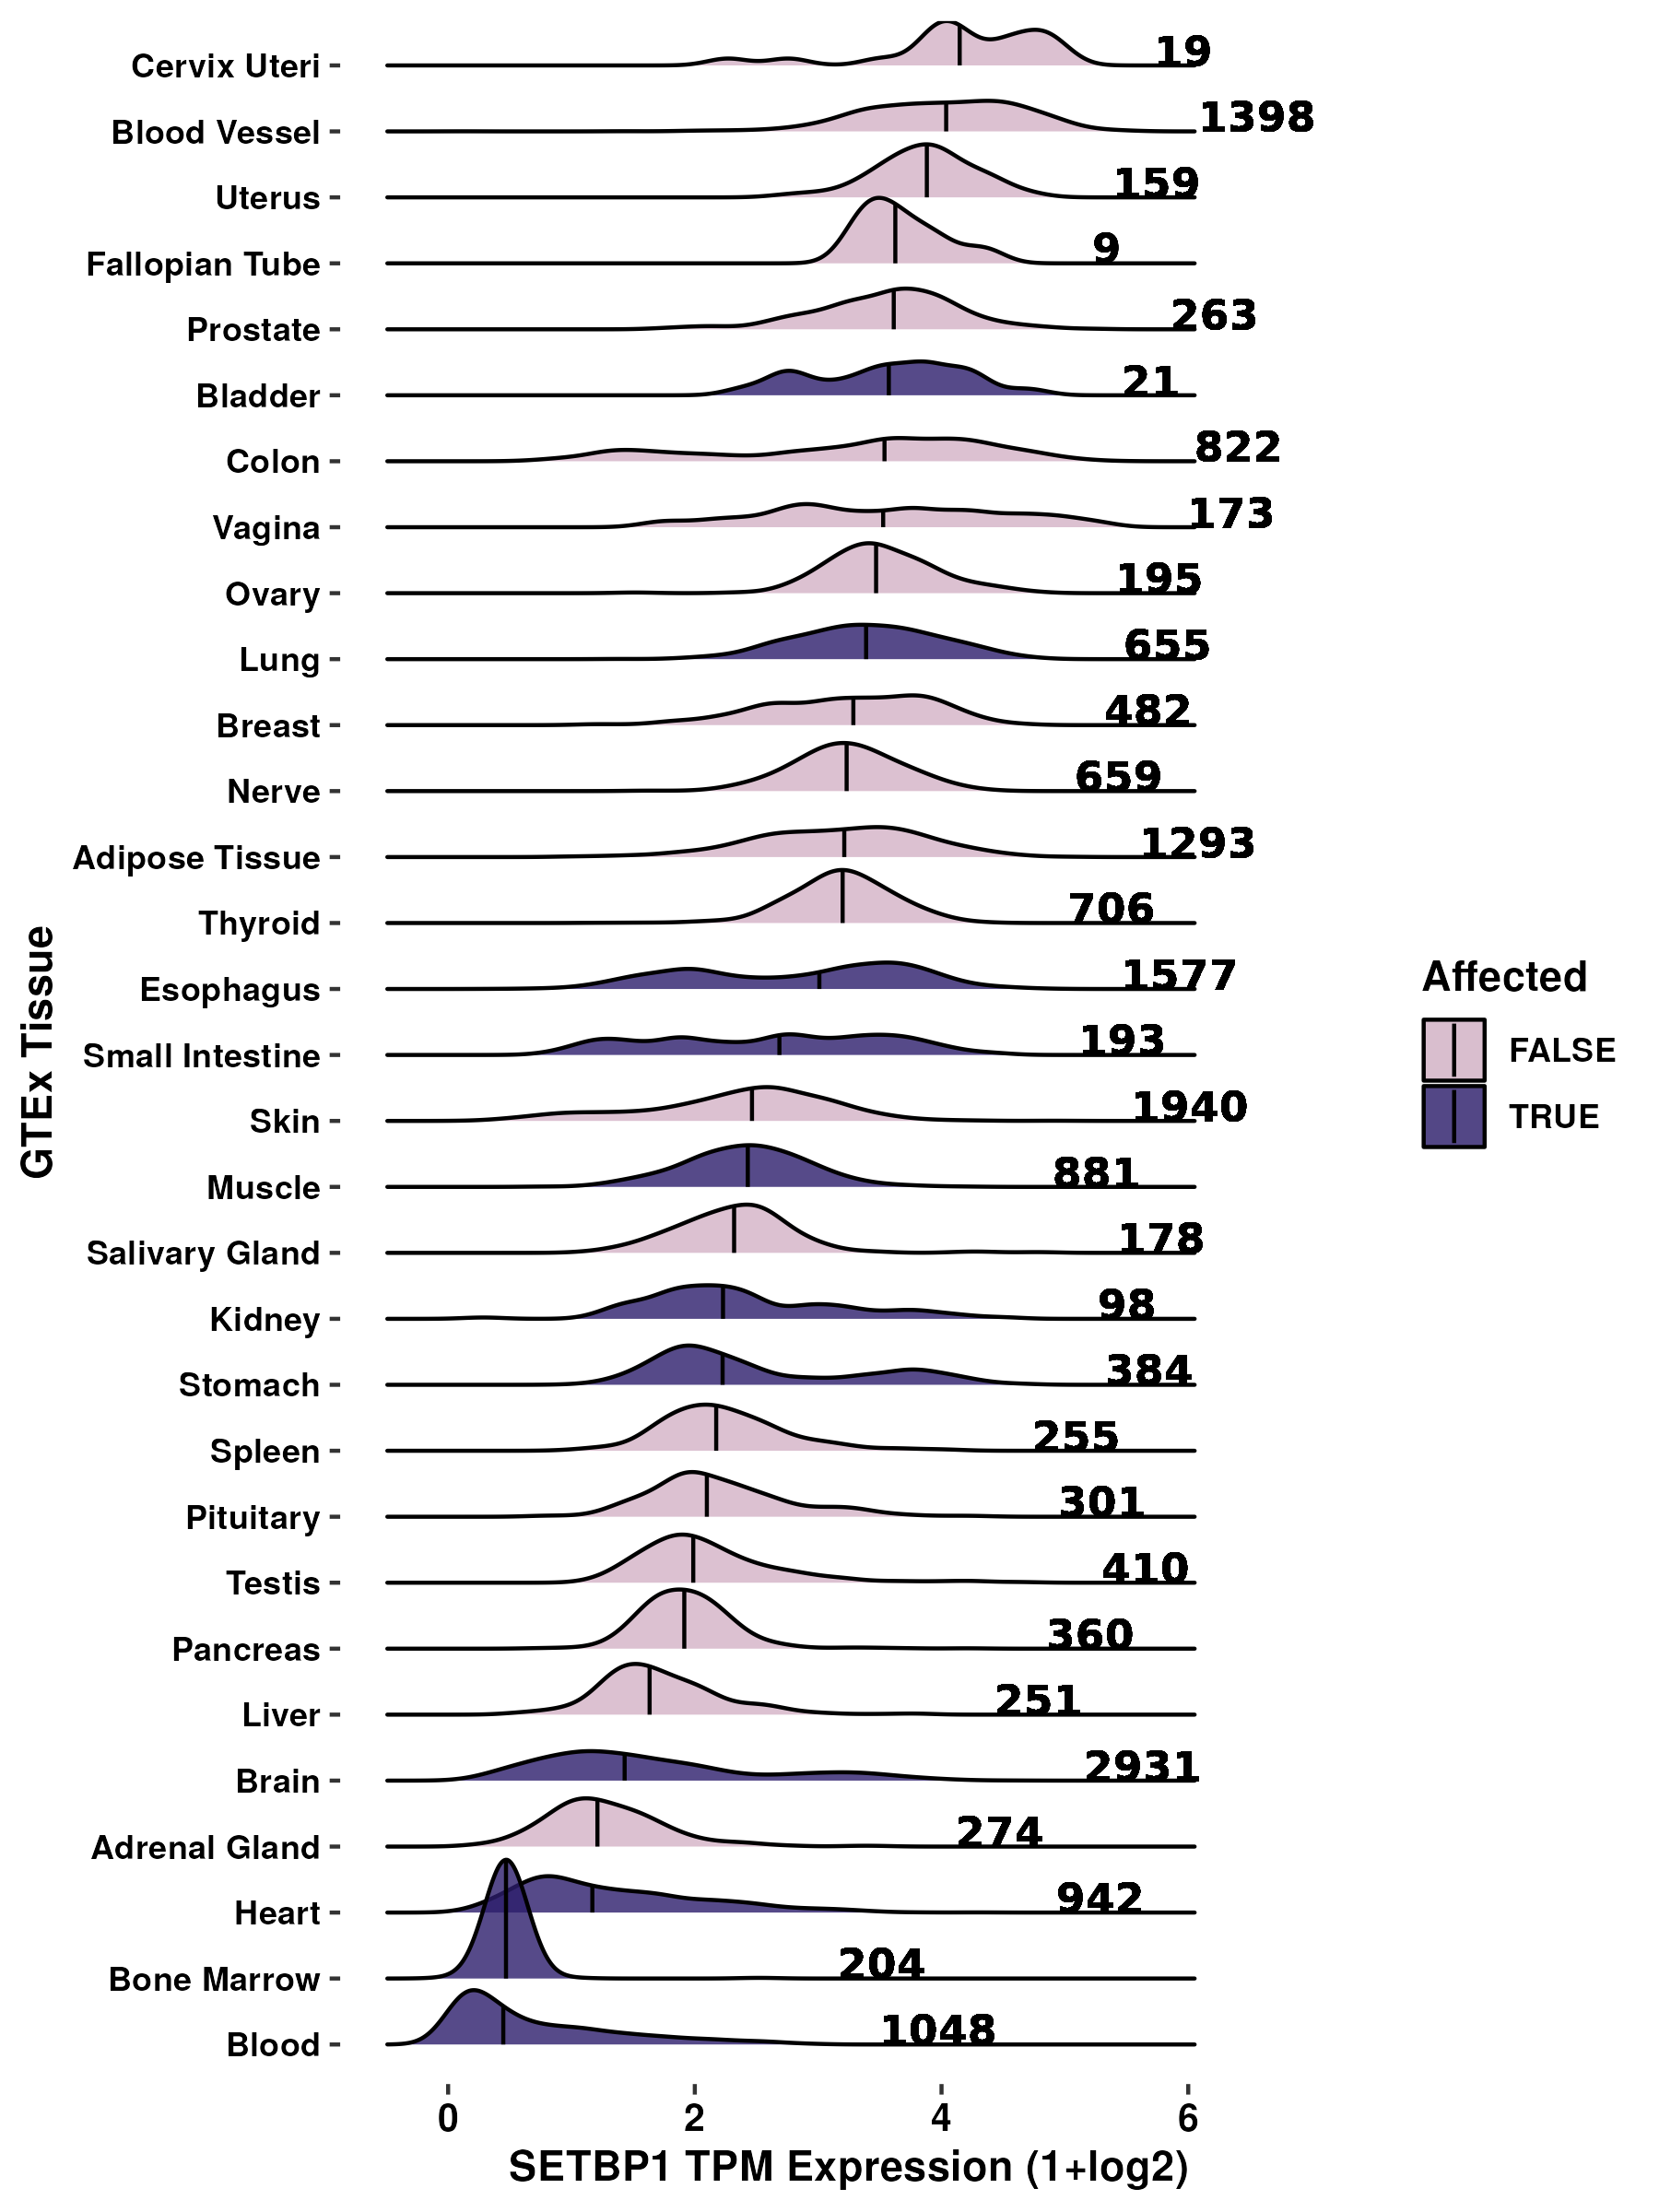 Cervix Uteri 19
Blood Vessel 1398
Uterus 159
Fallopian Tube 9
Prostate 263
Bladder 21
Colon 822
Vagina 173
Ovary 195
Lung 655
Breast 482
Nerve 659
Adipose Tissue 1293
Thyroid 706
Esophagus 1577
Small Intestine 193
Skin 1940
Muscle 881
Salivary Gland 178
Kidney 98
Stomach 384
Spleen 255
Pituitary 301
Testis 410
Pancreas 360
Liver 251
Brain 2931
Adrenal Gland 274
Heart 942
Bone Marrow 204
Blood 1048
GTEx Tissue
0 2 4 6
SETBP1 TPM Expression (1+log2)
Affected
FALSE
TRUE